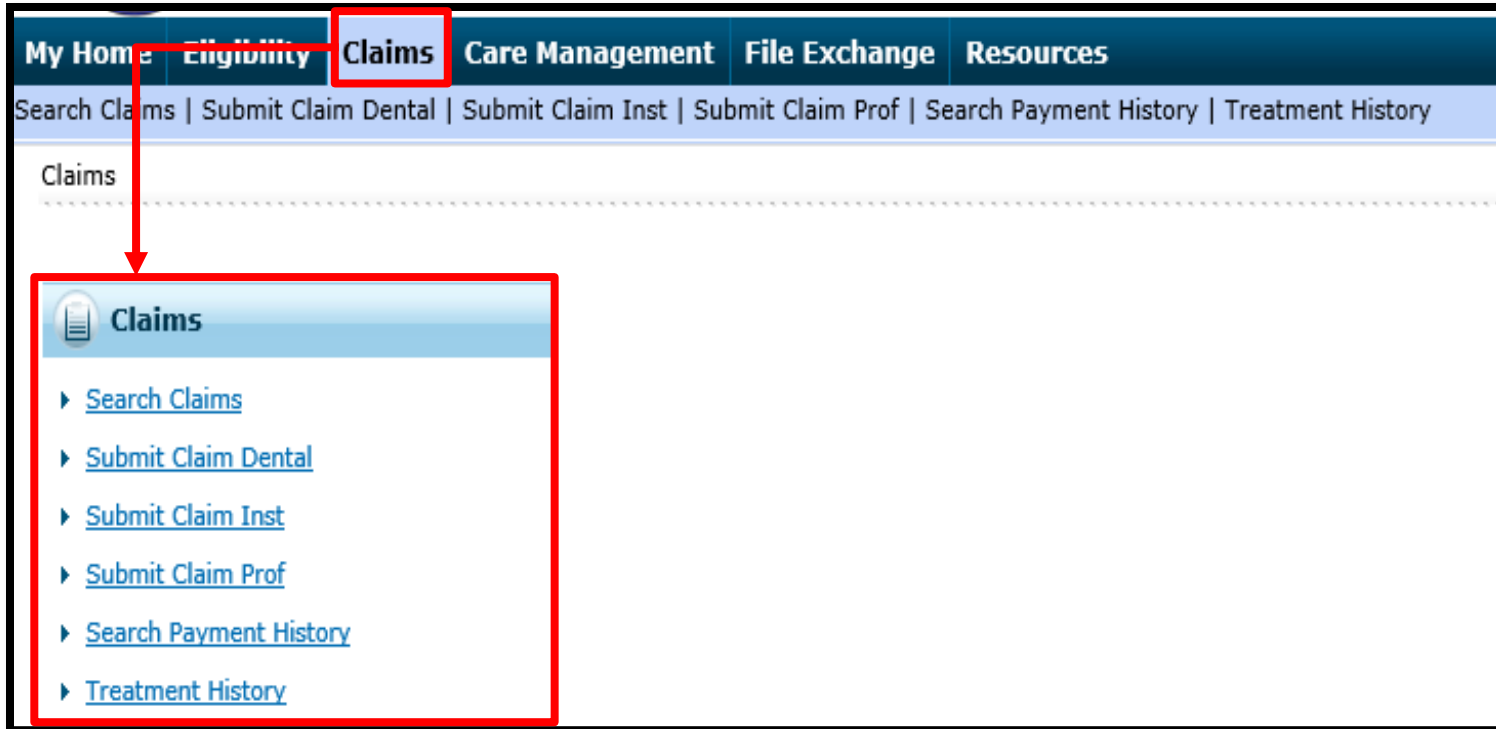 My Home Eligibility Claims Care Management File Exchange Resources
Search Claims | Submit Claim Dental | Submit Claim Inst | Submit Claim Prof | Search Payment History | Treatment History
Claims
Claims
Search Claims
Submit Claim Dental
Submit Claim Inst
Submit Claim Prof
Search Payment History
Treatment History